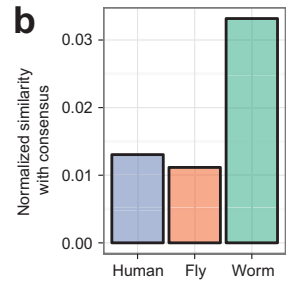 b
Normalized similarity
with consensus
0.03
0.02
0.01
0.00
Human Fly Worm